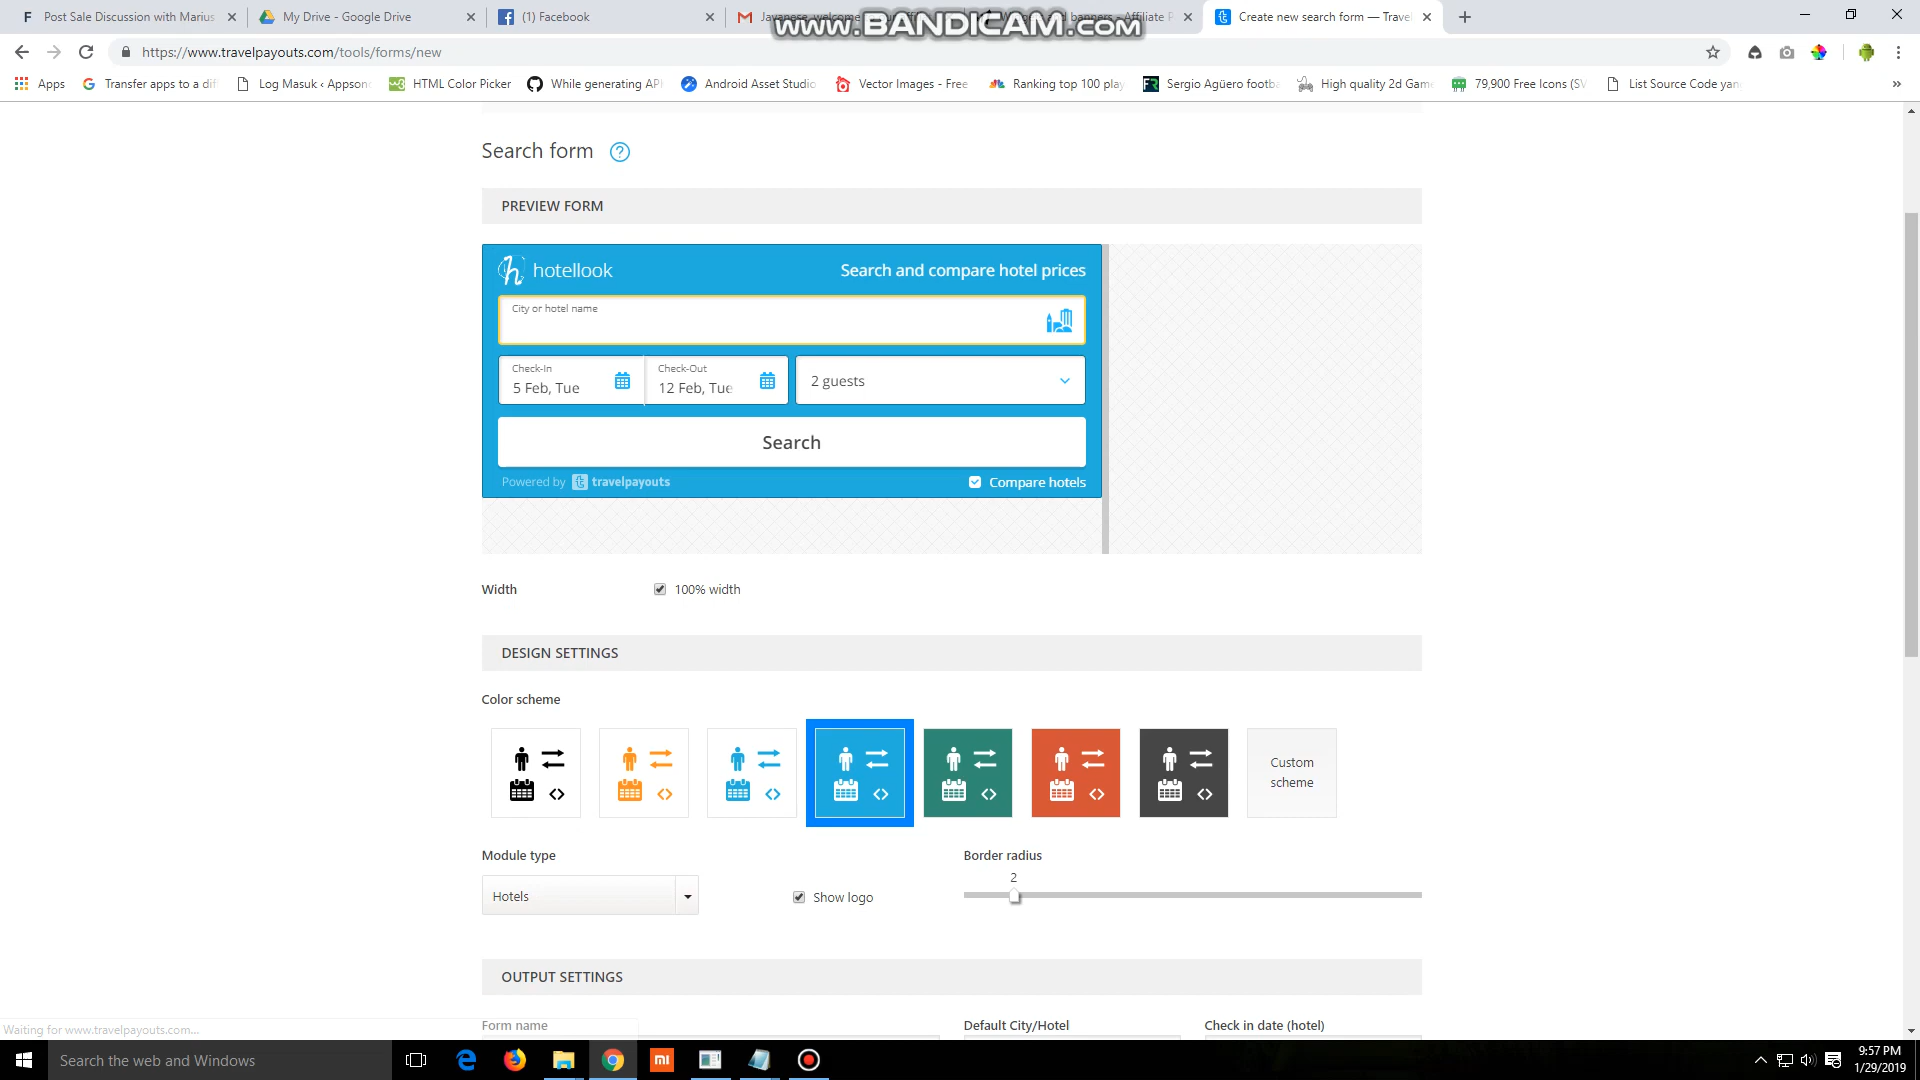 Post Sale Discussion with Marius
My Drive - Google Drive
(1) Facebook
Create new search form — Travel
www.BANDICAM.com
https://www.travelpayouts.com/tools/forms/new
Apps
Transfer apps to a dif
Log Masuk ‹ Appson
HTML Color Picker
While generating API
Android Asset Studio
Vector Images - Free
Ranking top 100 play
Sergio Agüero footba
High quality 2d Game
79,900 Free Icons (SV
List Source Code yan
Search form
PREVIEW FORM
hotellook
Search and compare hotel prices
City or hotel name
Check-In
5 Feb, Tue
Check-Out
12 Feb, Tue
2 guests
Search
Powered by travelpayouts
Compare hotels
Width
100% width
DESIGN SETTINGS
Color scheme
Custom
scheme
Module type
Hotels
Show logo
Border radius
2
OUTPUT SETTINGS
Form name
Default City/Hotel
Check in date (hotel)
Waiting for www.travelpayouts.com...
Search the web and Windows
9:57 PM
1/29/2019